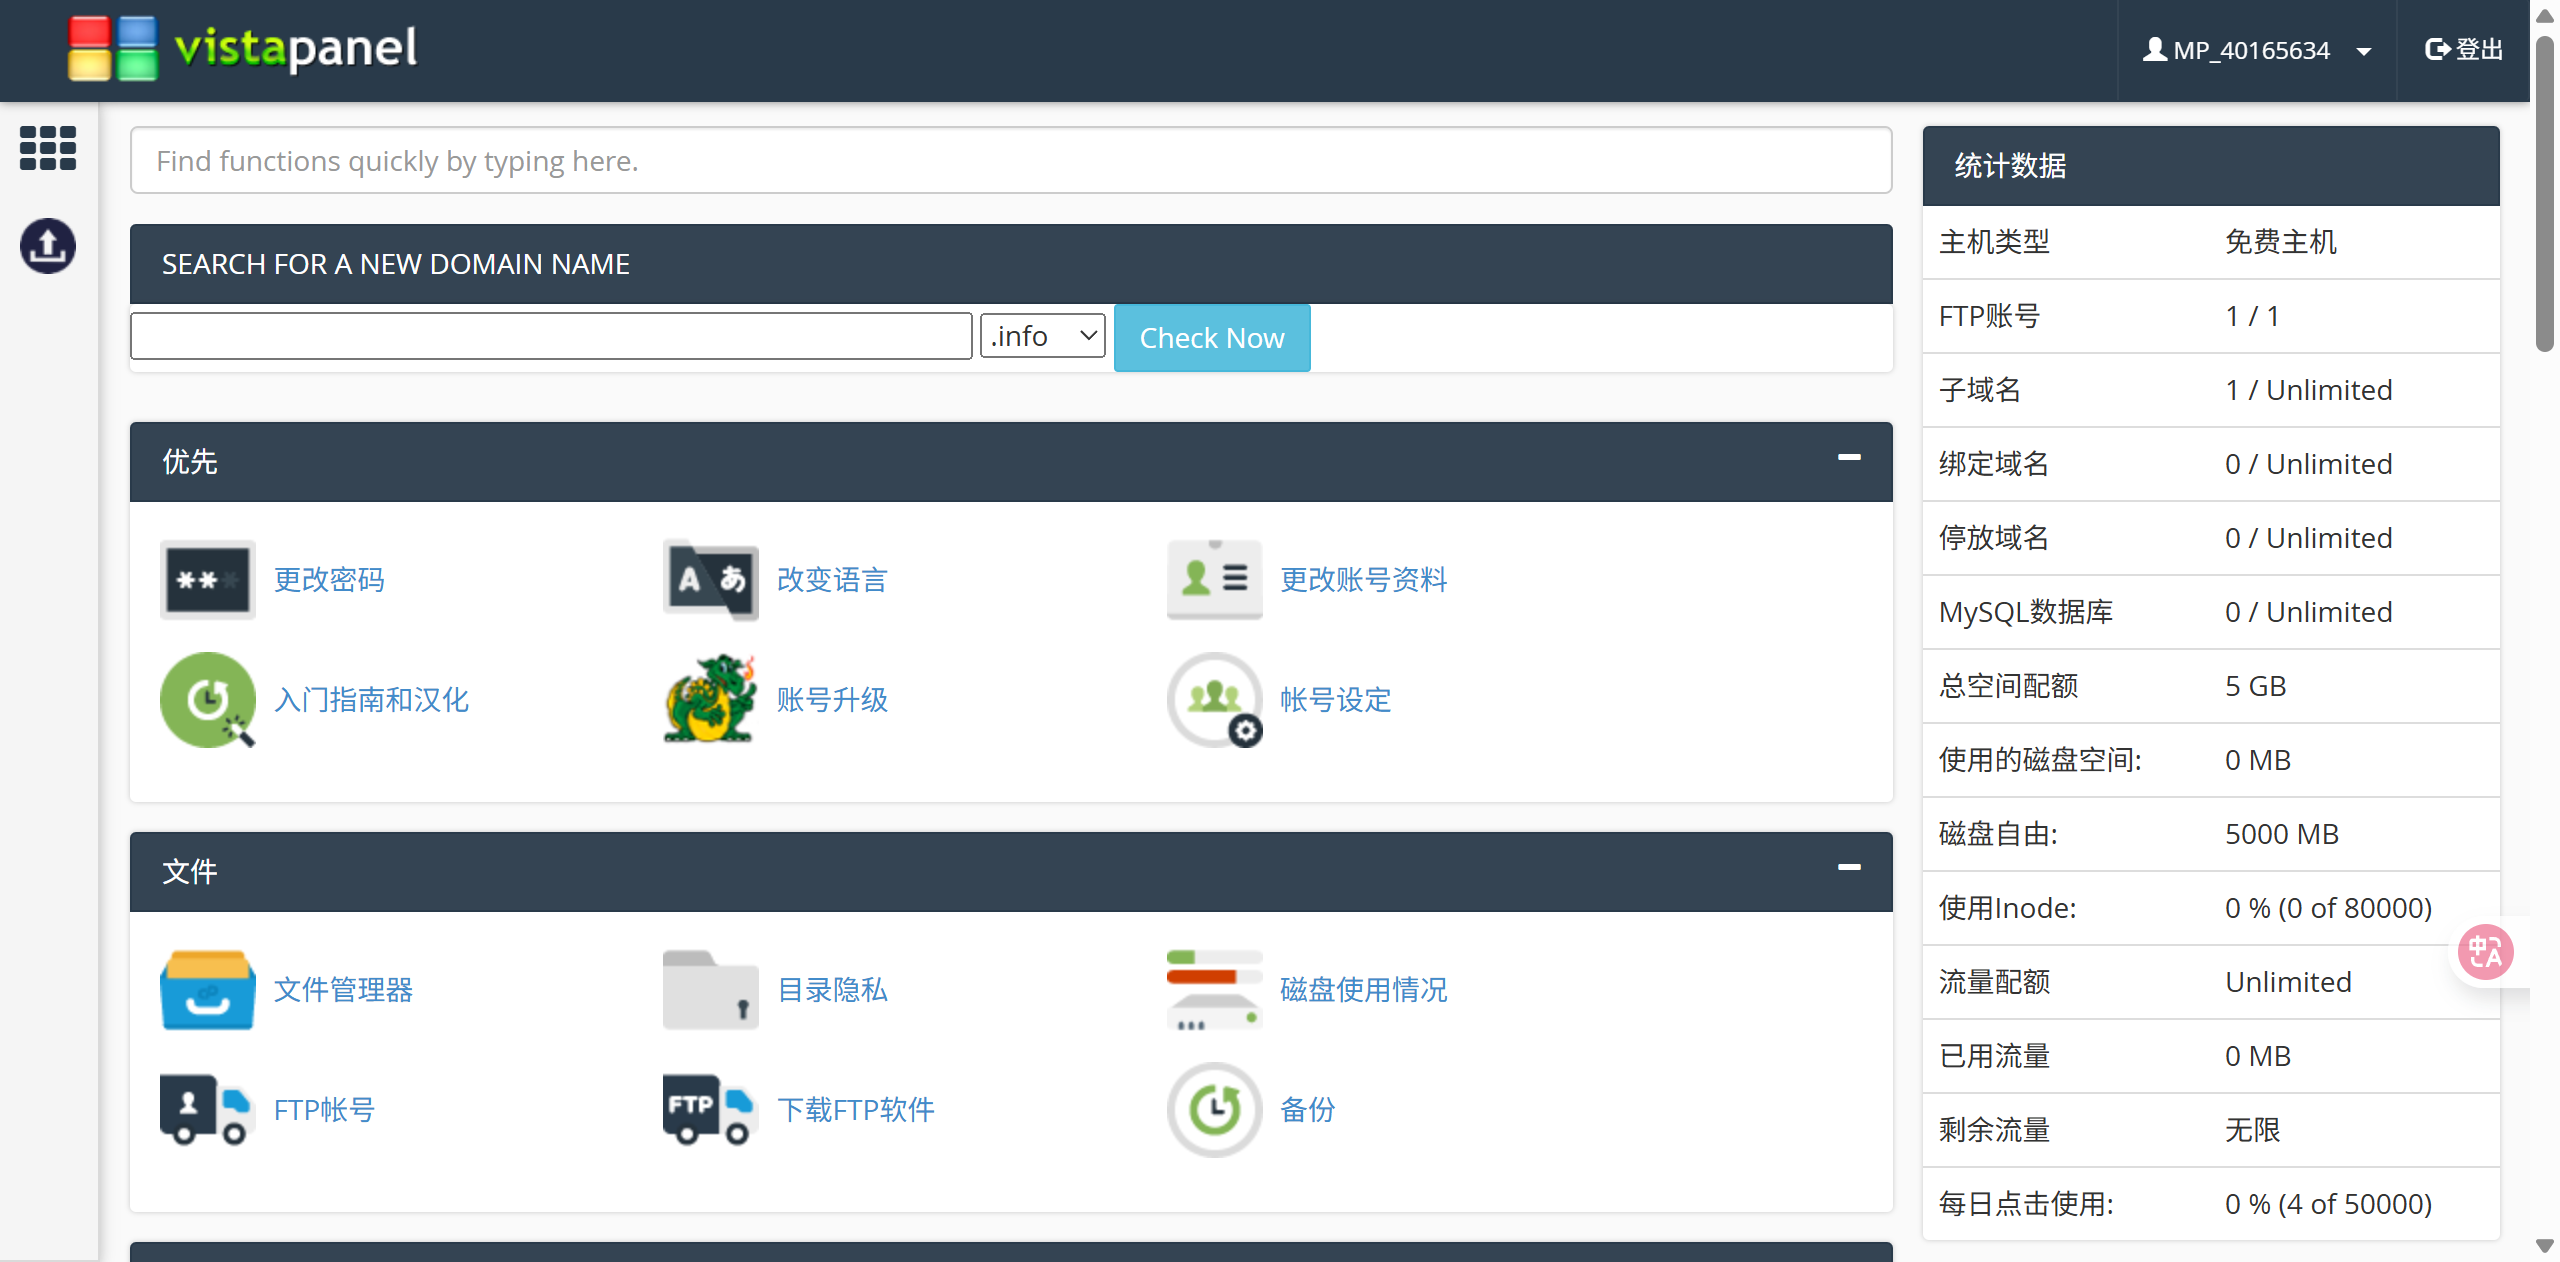 vistapanel
MP_40165634
登出
Find functions quickly by typing here.
SEARCH FOR A NEW DOMAIN NAME
.info
Check Now
优先
更改密码
改变语言
更改账号资料
入门指南和汉化
账号升级
帐号设定
文件
文件管理器
目录隐私
磁盘使用情况
FTP帐号
下载FTP软件
备份
统计数据
主机类型 免费主机
FTP账号 1 / 1
子域名 1 / Unlimited
绑定域名 0 / Unlimited
停放域名 0 / Unlimited
MySQL数据库 0 / Unlimited
总空间配额 5 GB
使用的磁盘空间: 0 MB
磁盘自由: 5000 MB
使用Inode: 0 % (0 of 80000)
流量配额 Unlimited
已用流量 0 MB
剩余流量 无限
每日点击使用: 0 % (4 of 50000)